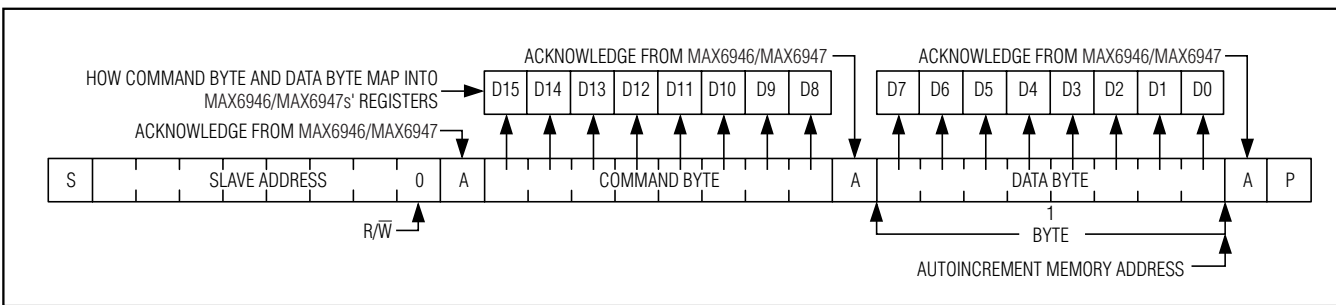 ACKNOWLEDGE FROM MAX6946/MAX6947 ACKNOWLEDGE FROM MAX6946/MAX6947
HOW COMMAND BYTE AND DATA BYTE MAP INTO
MAX6946/MAX6947s' REGISTERS
D15 D14 D13 D12 D11 D10 D9 D8 D7 D6 D5 D4 D3 D2 D1 D0
ACKNOWLEDGE FROM MAX6946/MAX6947
S SLAVE ADDRESS 0 A COMMAND BYTE A DATA BYTE A P
R/W̅
1
BYTE
AUTOINCREMENT MEMORY ADDRESS